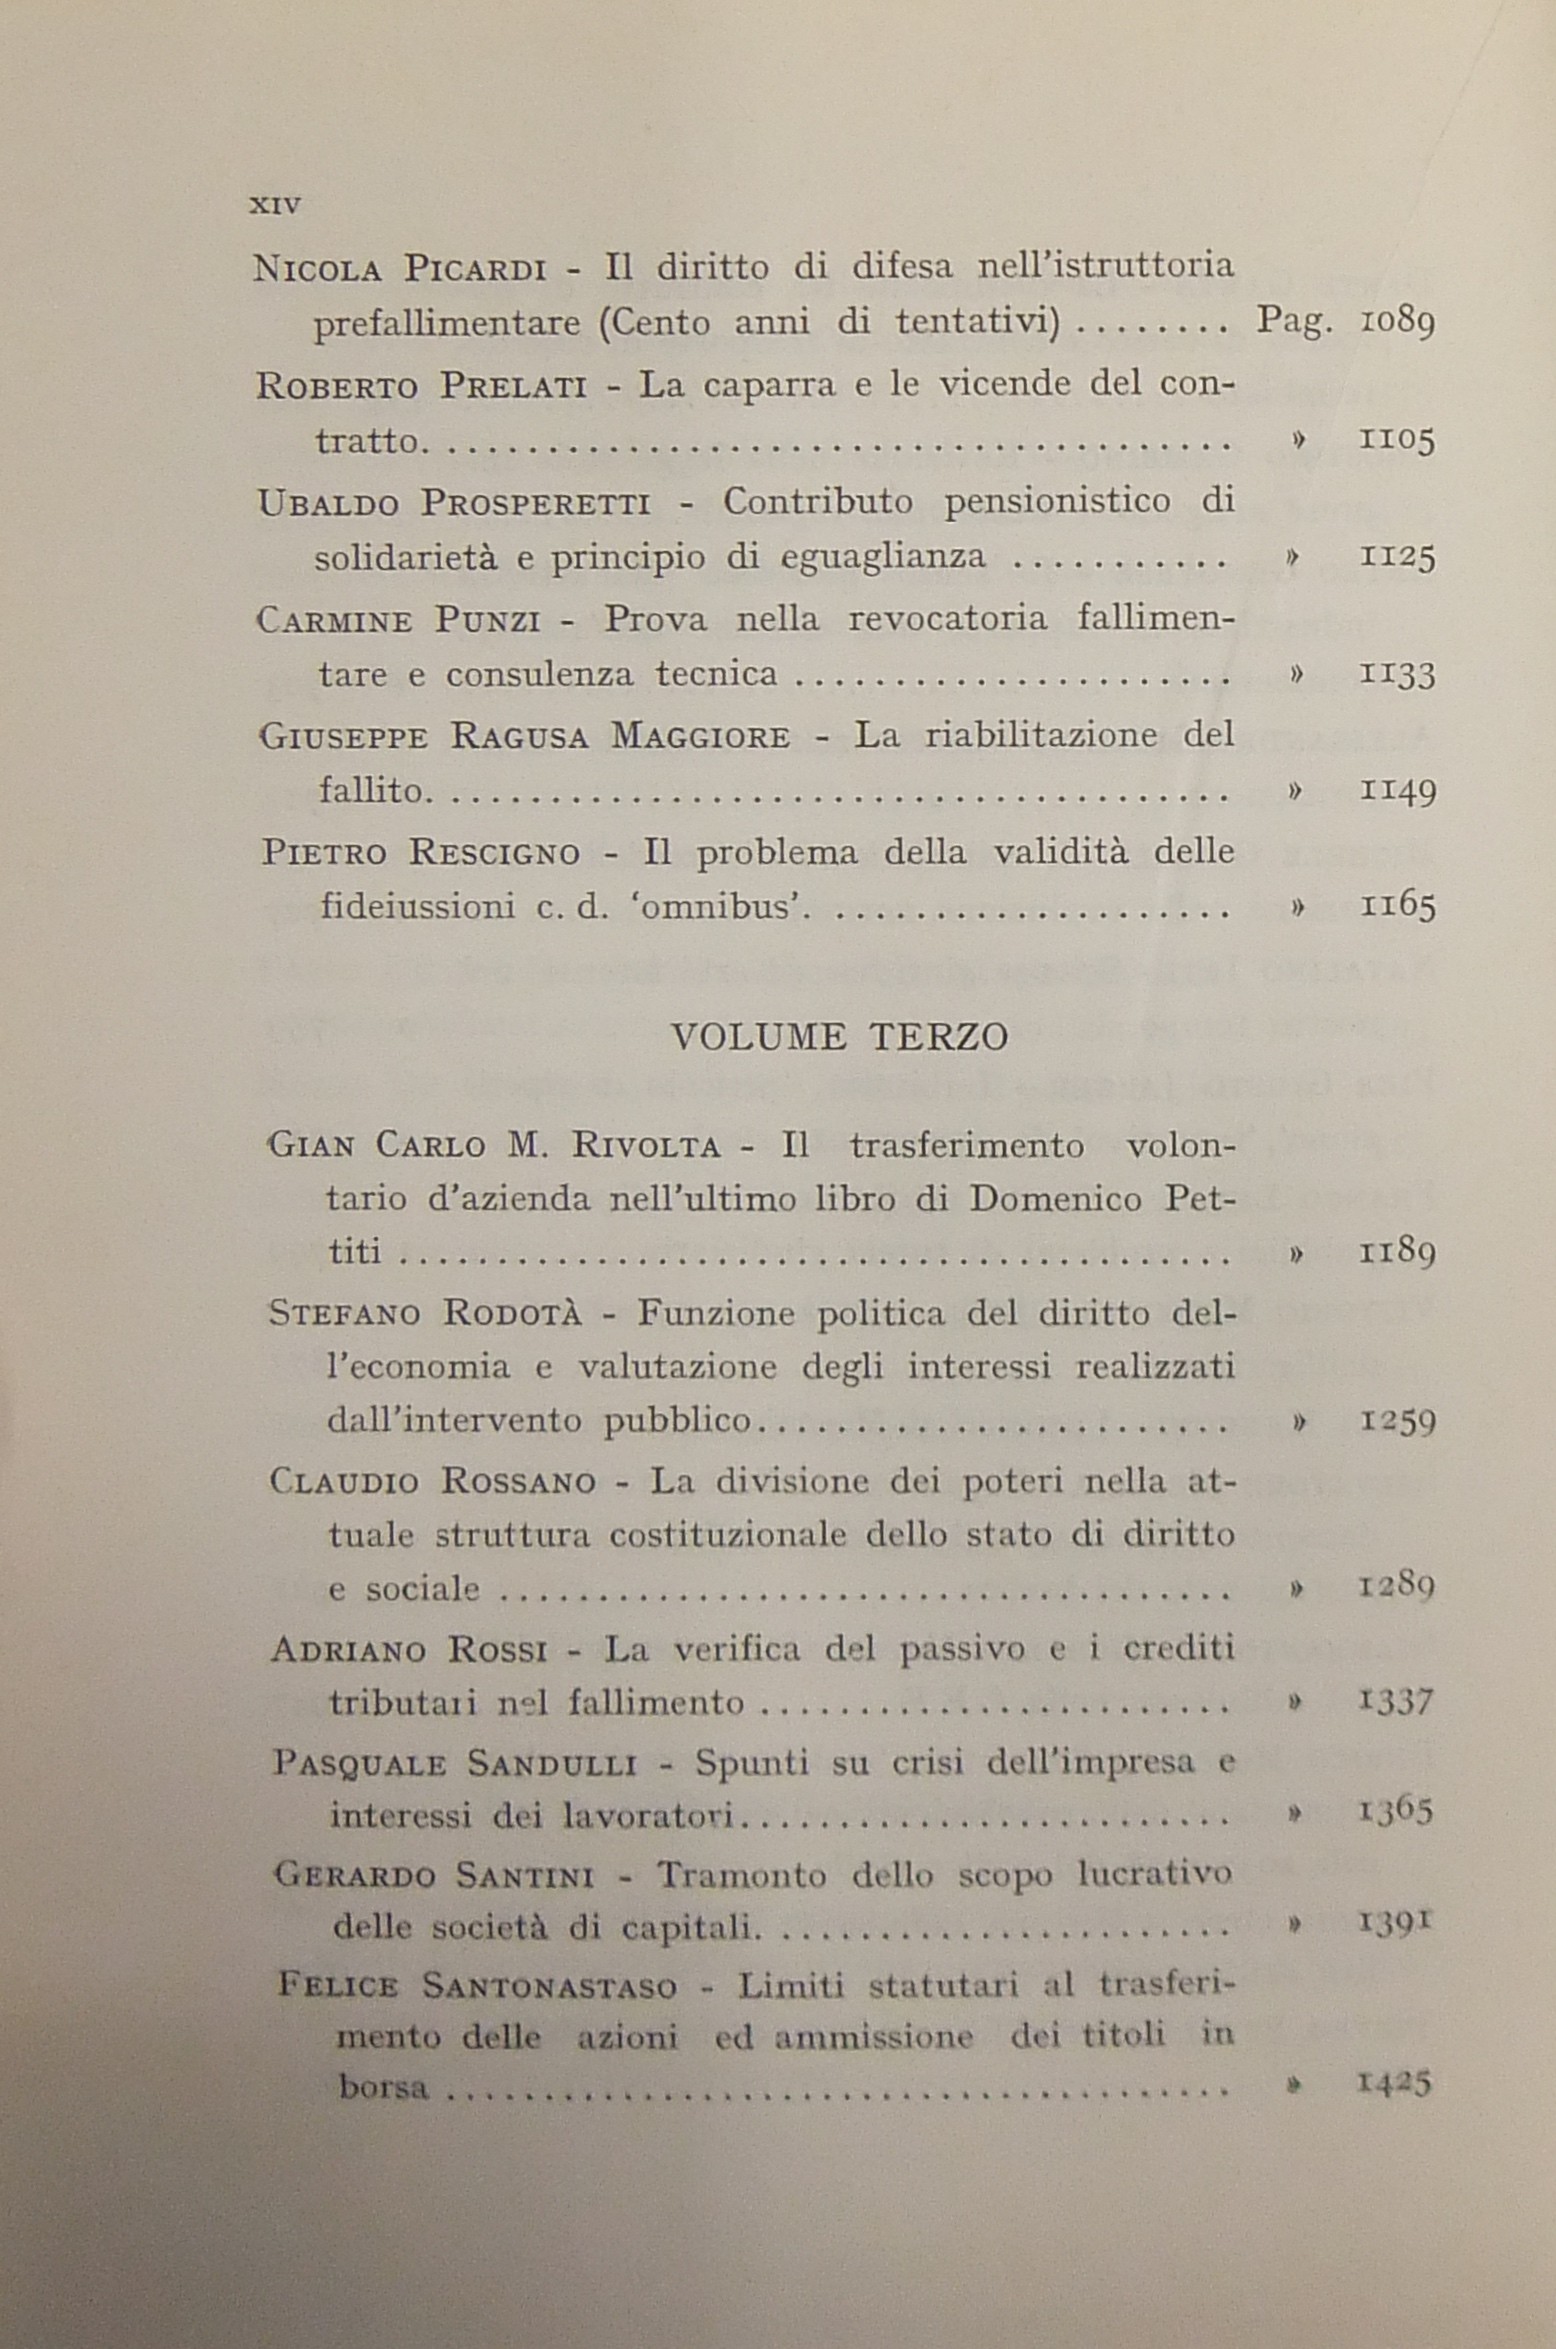 XIV
NICOLA PICARDI - Il diritto di difesa nell'istruttoria
prefallimentare (Cento anni di tentativi) ........ Pag. 1089
ROBERTO PRELATI - La caparra e le vicende del con-
tratto. ....................................... » 1105
UBALDO PROSPERETTI - Contributo pensionistico di
solidarietà e principio di eguaglianza ........... » 1125
CARMINE PUNZI - Prova nella revocatoria fallimen-
tare e consulenza tecnica ...................... » 1133
GIUSEPPE RAGUSA MAGGIORE - La riabilitazione del
fallito. ....................................... » 1149
PIETRO RESCIGNO - Il problema della validità delle
fideiussioni c. d. 'omnibus'. .................... » 1165
VOLUME TERZO
GIAN CARLO M. RIVOLTA - Il trasferimento volon-
tario d'azienda nell'ultimo libro di Domenico Pet-
titi .......................................... » 1189
STEFANO RODOTÀ - Funzione politica del diritto del-
l'economia e valutazione degli interessi realizzati
dall'intervento pubblico........................ » 1259
CLAUDIO ROSSANO - La divisione dei poteri nella at-
tuale struttura costituzionale dello stato di diritto
e sociale ..................................... » 1289
ADRIANO ROSSI - La verifica del passivo e i crediti
tributari nel fallimento ........................ » 1337
PASQUALE SANDULLI - Spunti su crisi dell'impresa e
interessi dei lavoratori......................... » 1365
GERARDO SANTINI - Tramonto dello scopo lucrativo
delle società di capitali. ....................... » 1391
FELICE SANTONASTASO - Limiti statutari al trasferi-
mento delle azioni ed ammissione dei titoli in
borsa ........................................ » 1425